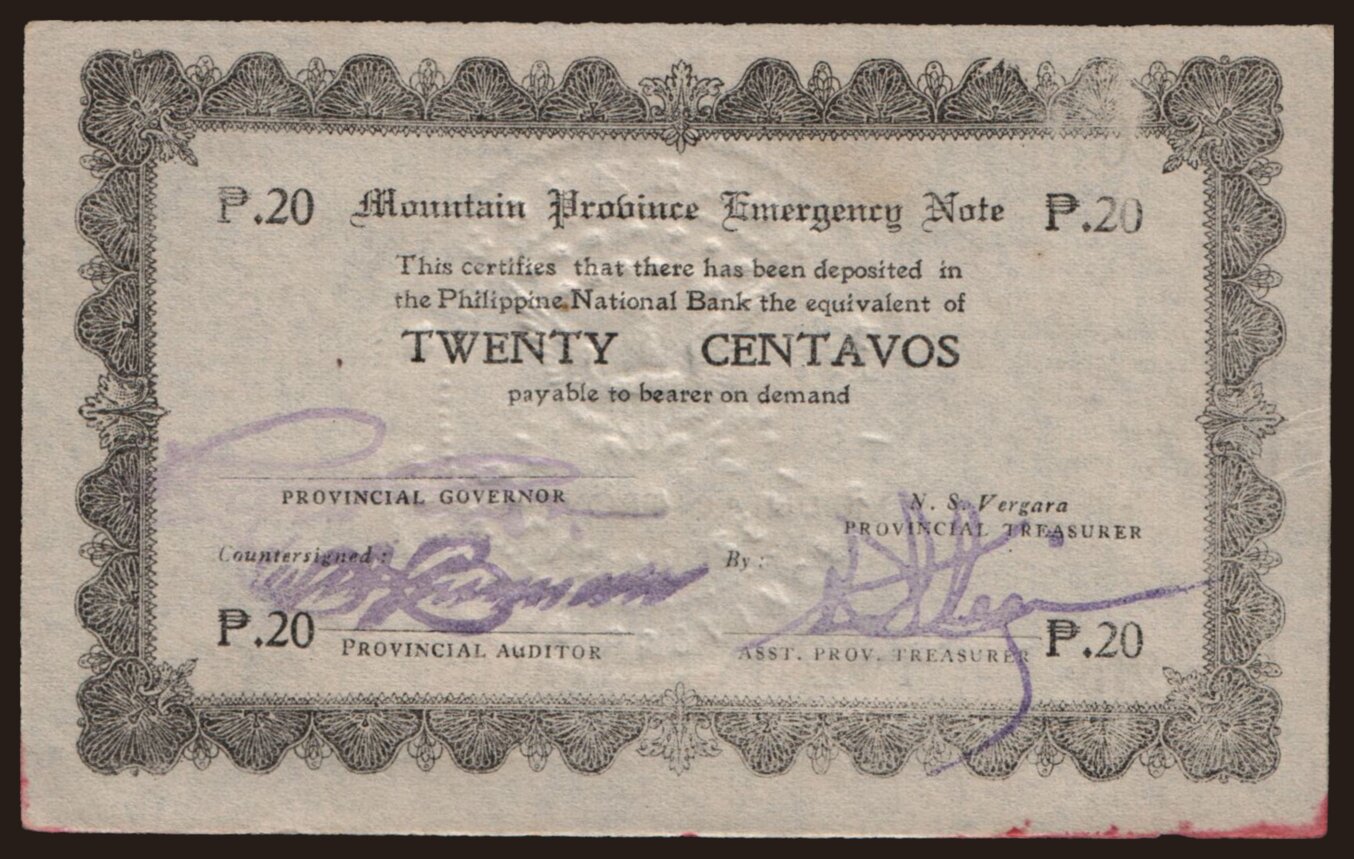 ₱.20 Mountain Province Emergency Note ₱.20
This certifies that there has been deposited in
the Philippine National Bank the equivalent of
TWENTY CENTAVOS
payable to bearer on demand
PROVINCIAL GOVERNOR
N. S. Vergara
PROVINCIAL TREASURER
Countersigned :
By :
₱.20 PROVINCIAL AUDITOR
ASST. PROV. TREASURER ₱.20